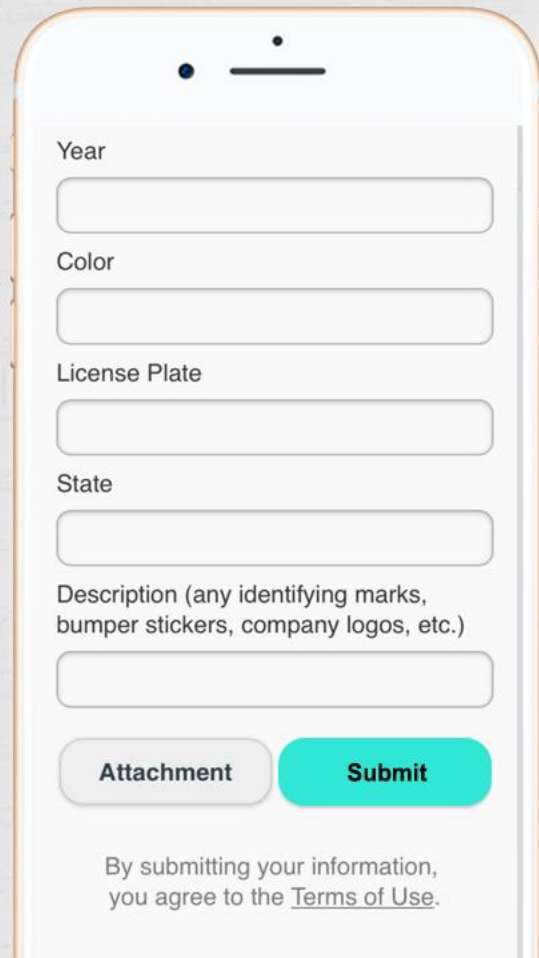 Year
Color
License Plate
State
Description (any identifying marks,
bumper stickers, company logos, etc.)
Attachment
Submit
By submitting your information,
you agree to the Terms of Use.